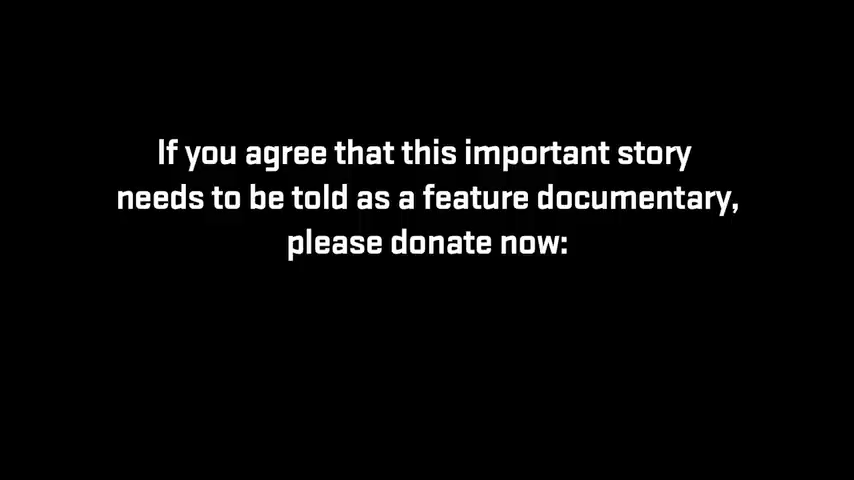 If you agree that this important story
needs to be told as a feature documentary,
please donate now: